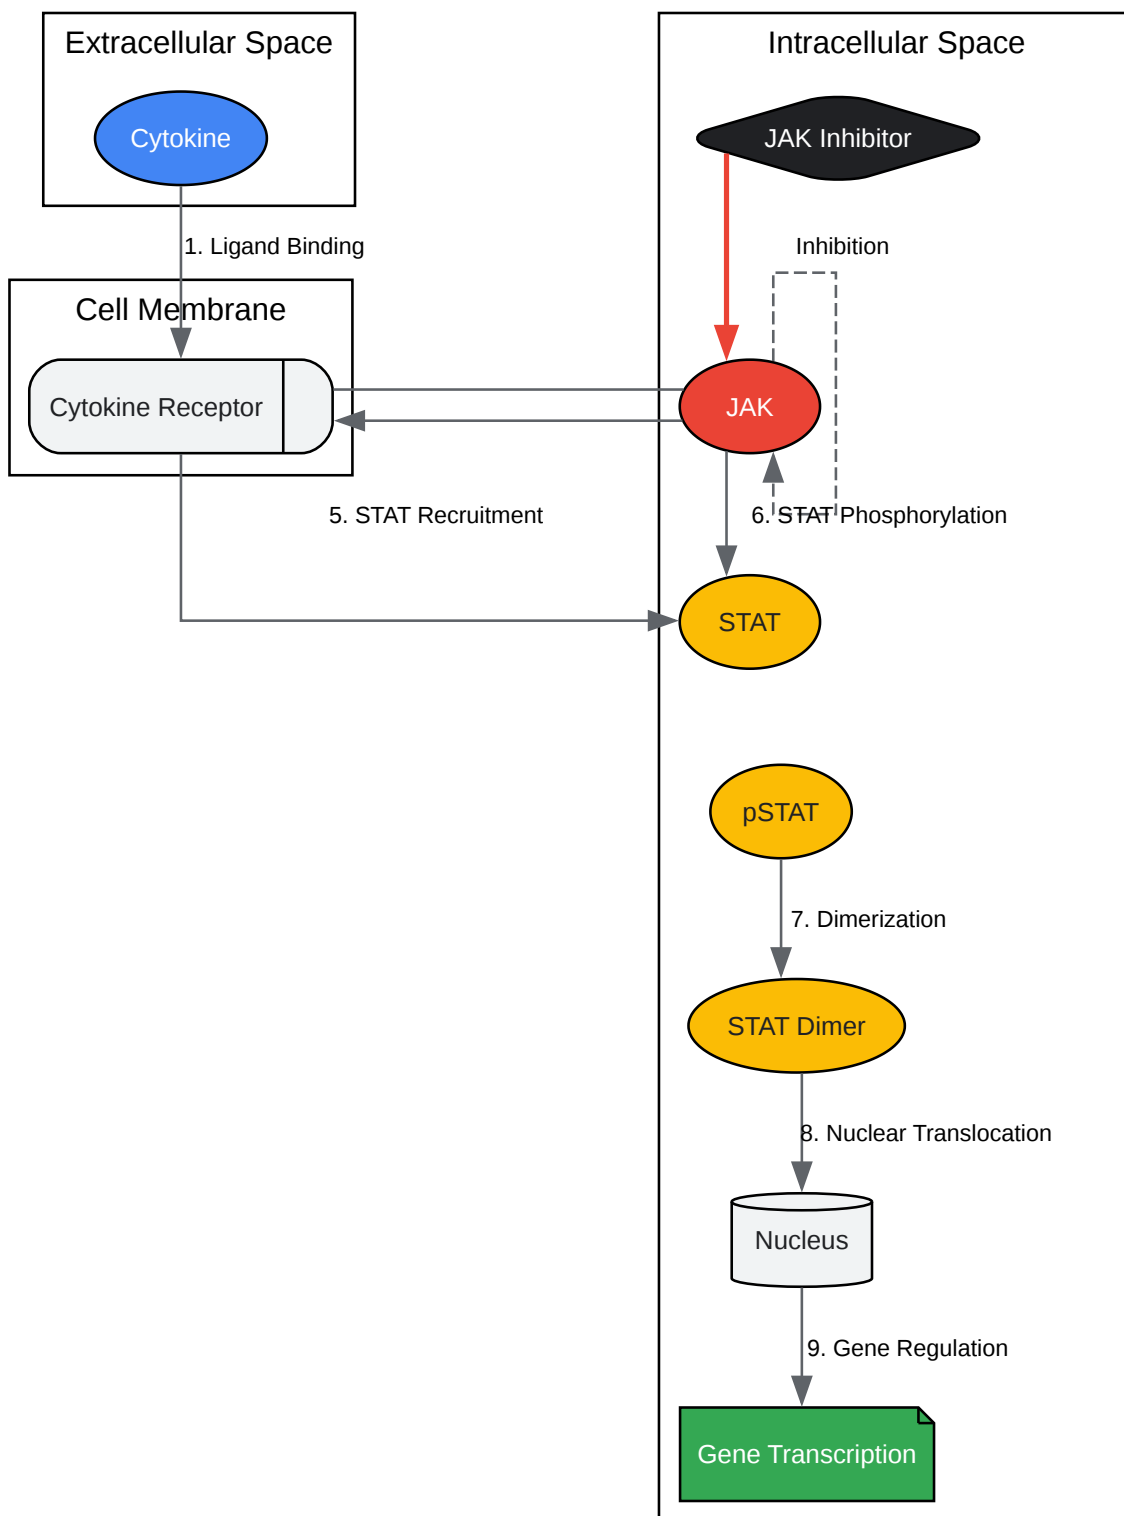 Extracellular Space
Intracellular Space
Cytokine
JAK Inhibitor
1. Ligand Binding
Inhibition
Cell Membrane
Cytokine Receptor
JAK
5. STAT Recruitment
6. STAT Phosphorylation
STAT
pSTAT
7. Dimerization
STAT Dimer
8. Nuclear Translocation
Nucleus
9. Gene Regulation
Gene Transcription